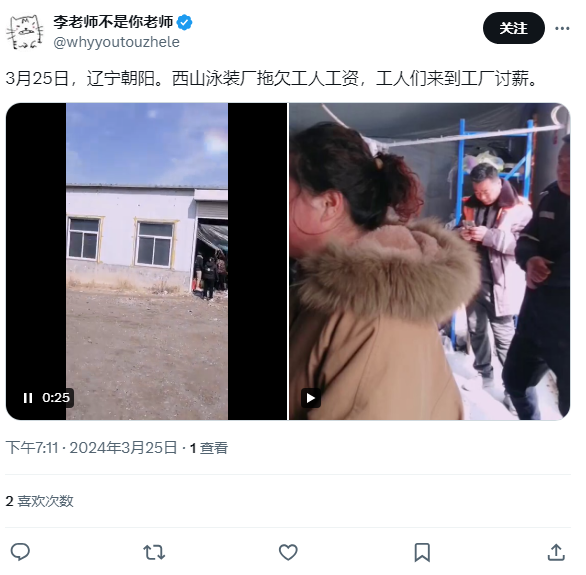 李老师不是你老师
关注
@whyyoutouzhele
3月25日，辽宁朝阳。西山泳装厂拖欠工人工资，工人们来到工厂讨薪。
0:25
下午7:11 · 2024年3月25日 · 1 查看
2 喜欢次数